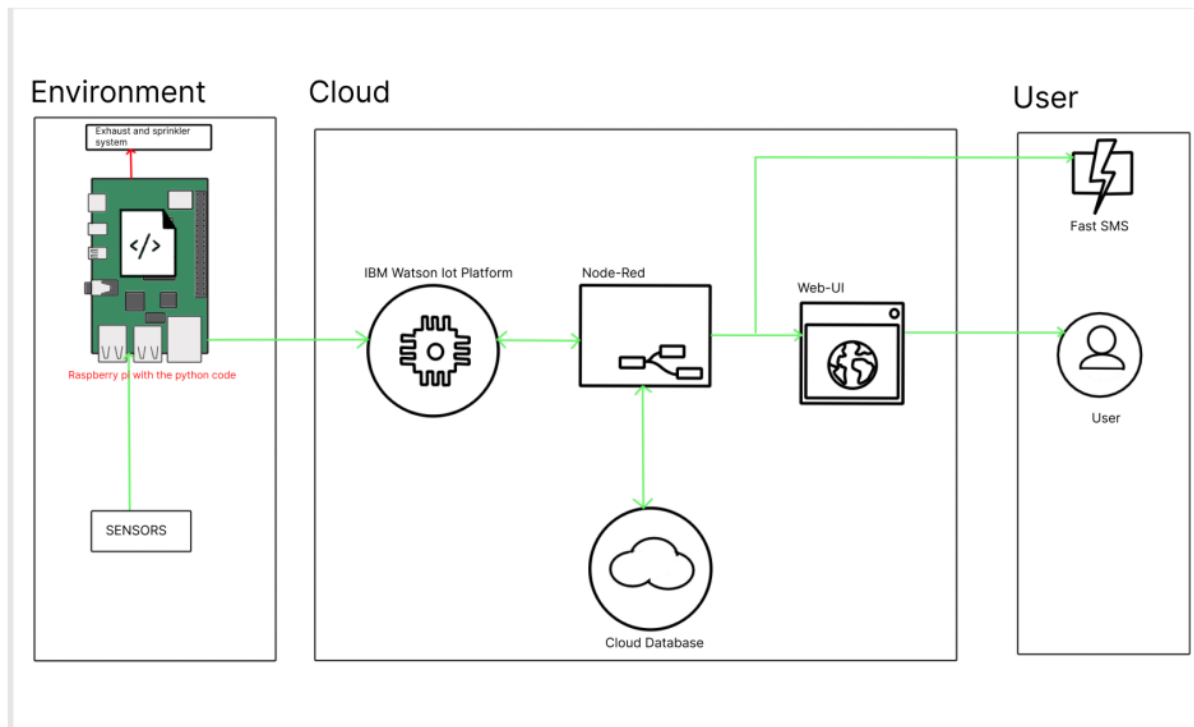 Environment
Cloud
User
Exhaust and sprinkler
system
</>
Raspberry pi with the python code
SENSORS
IBM Watson Iot Platform
Node-Red
Web-UI
Cloud Database
Fast SMS
User